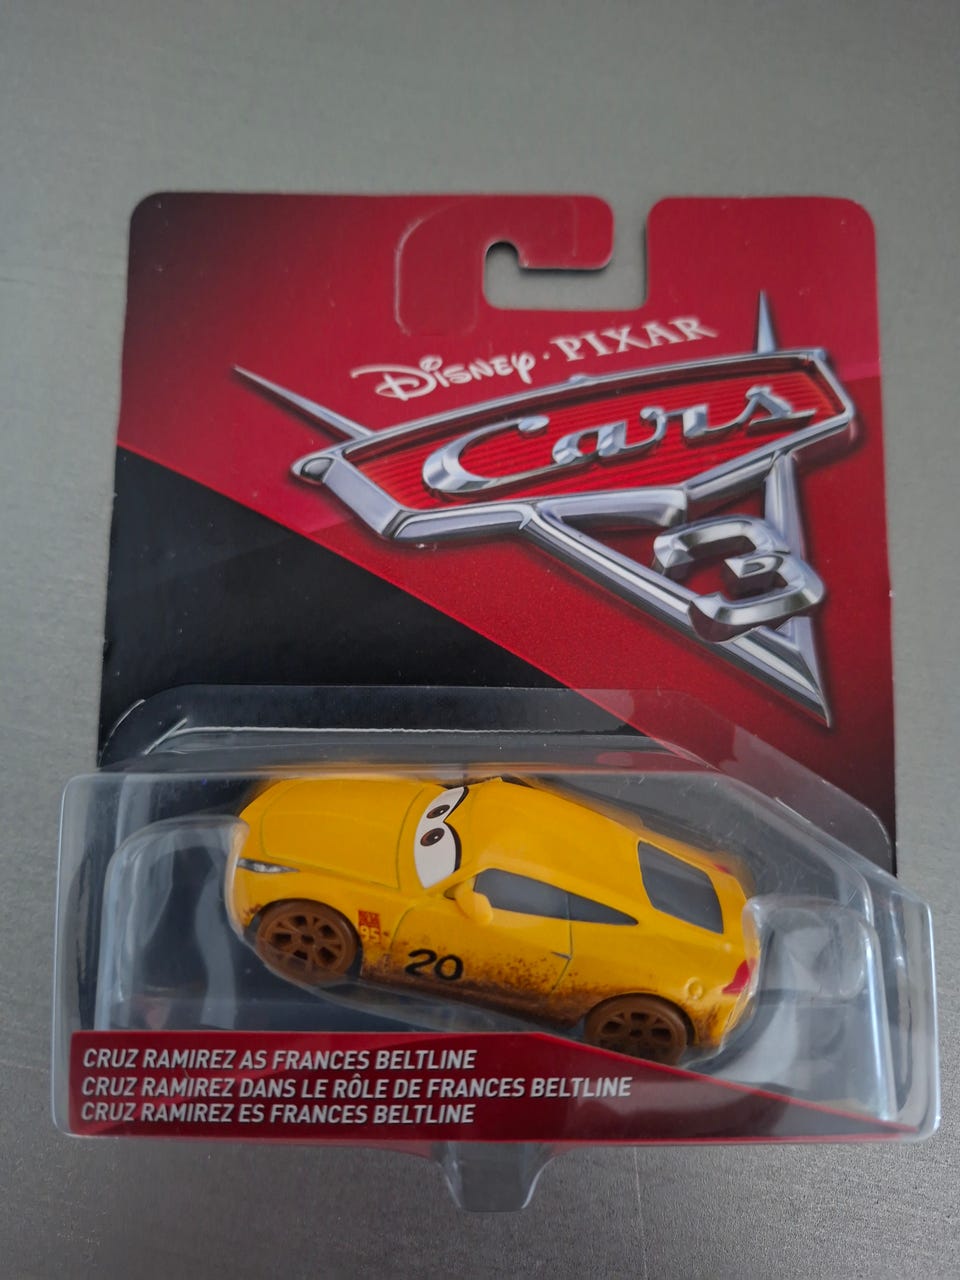 DISNEY · PIXAR
Cars
3
95
20
CRUZ RAMIREZ AS FRANCES BELTLINE
CRUZ RAMIREZ DANS LE RÔLE DE FRANCES BELTLINE
CRUZ RAMIREZ ES FRANCES BELTLINE